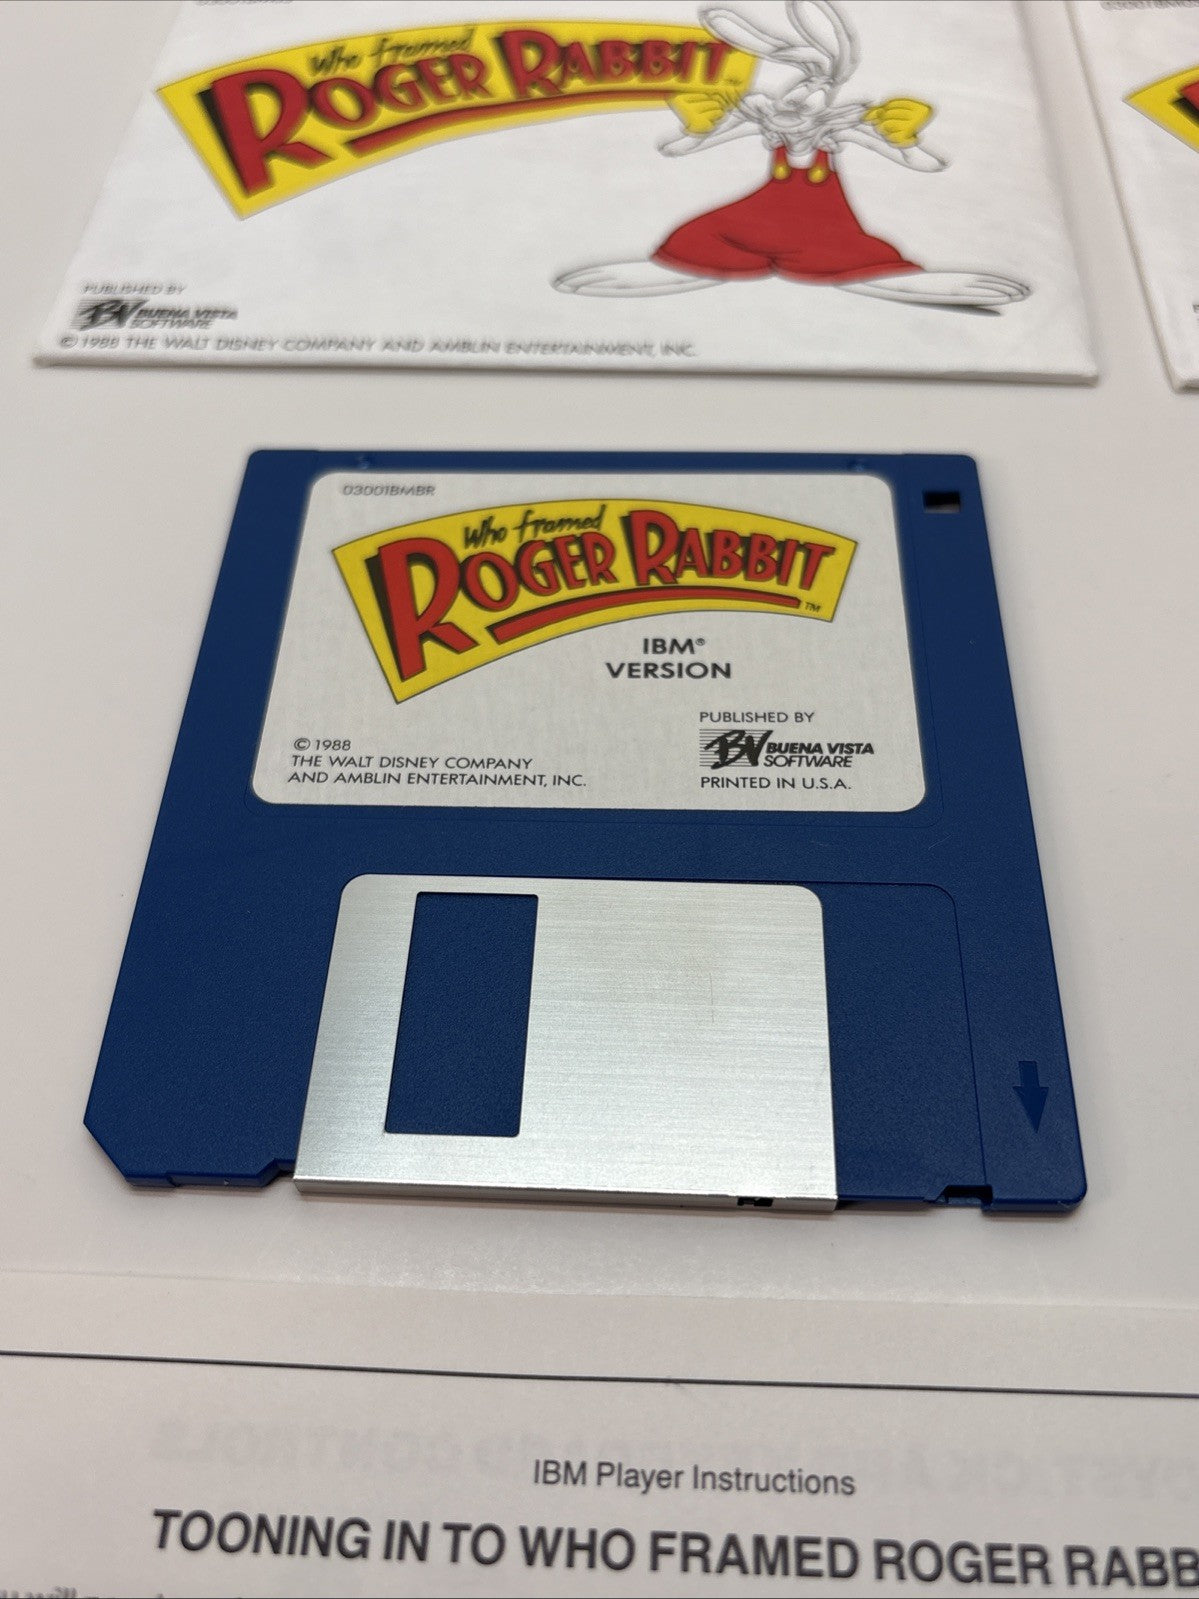 Who framed
ROGER RABBIT
PUBLISHED BY
BV BUENA VISTA
SOFTWARE
© 1988 THE WALT DISNEY COMPANY AND AMBLIN ENTERTAINMENT, INC.
0300IBMBR
Who framed
ROGER RABBIT™
IBM®
VERSION
© 1988
THE WALT DISNEY COMPANY
AND AMBLIN ENTERTAINMENT, INC.
PUBLISHED BY
BV BUENA VISTA
SOFTWARE
PRINTED IN U.S.A.
IBM Player Instructions
TOONING IN TO WHO FRAMED ROGER RABB